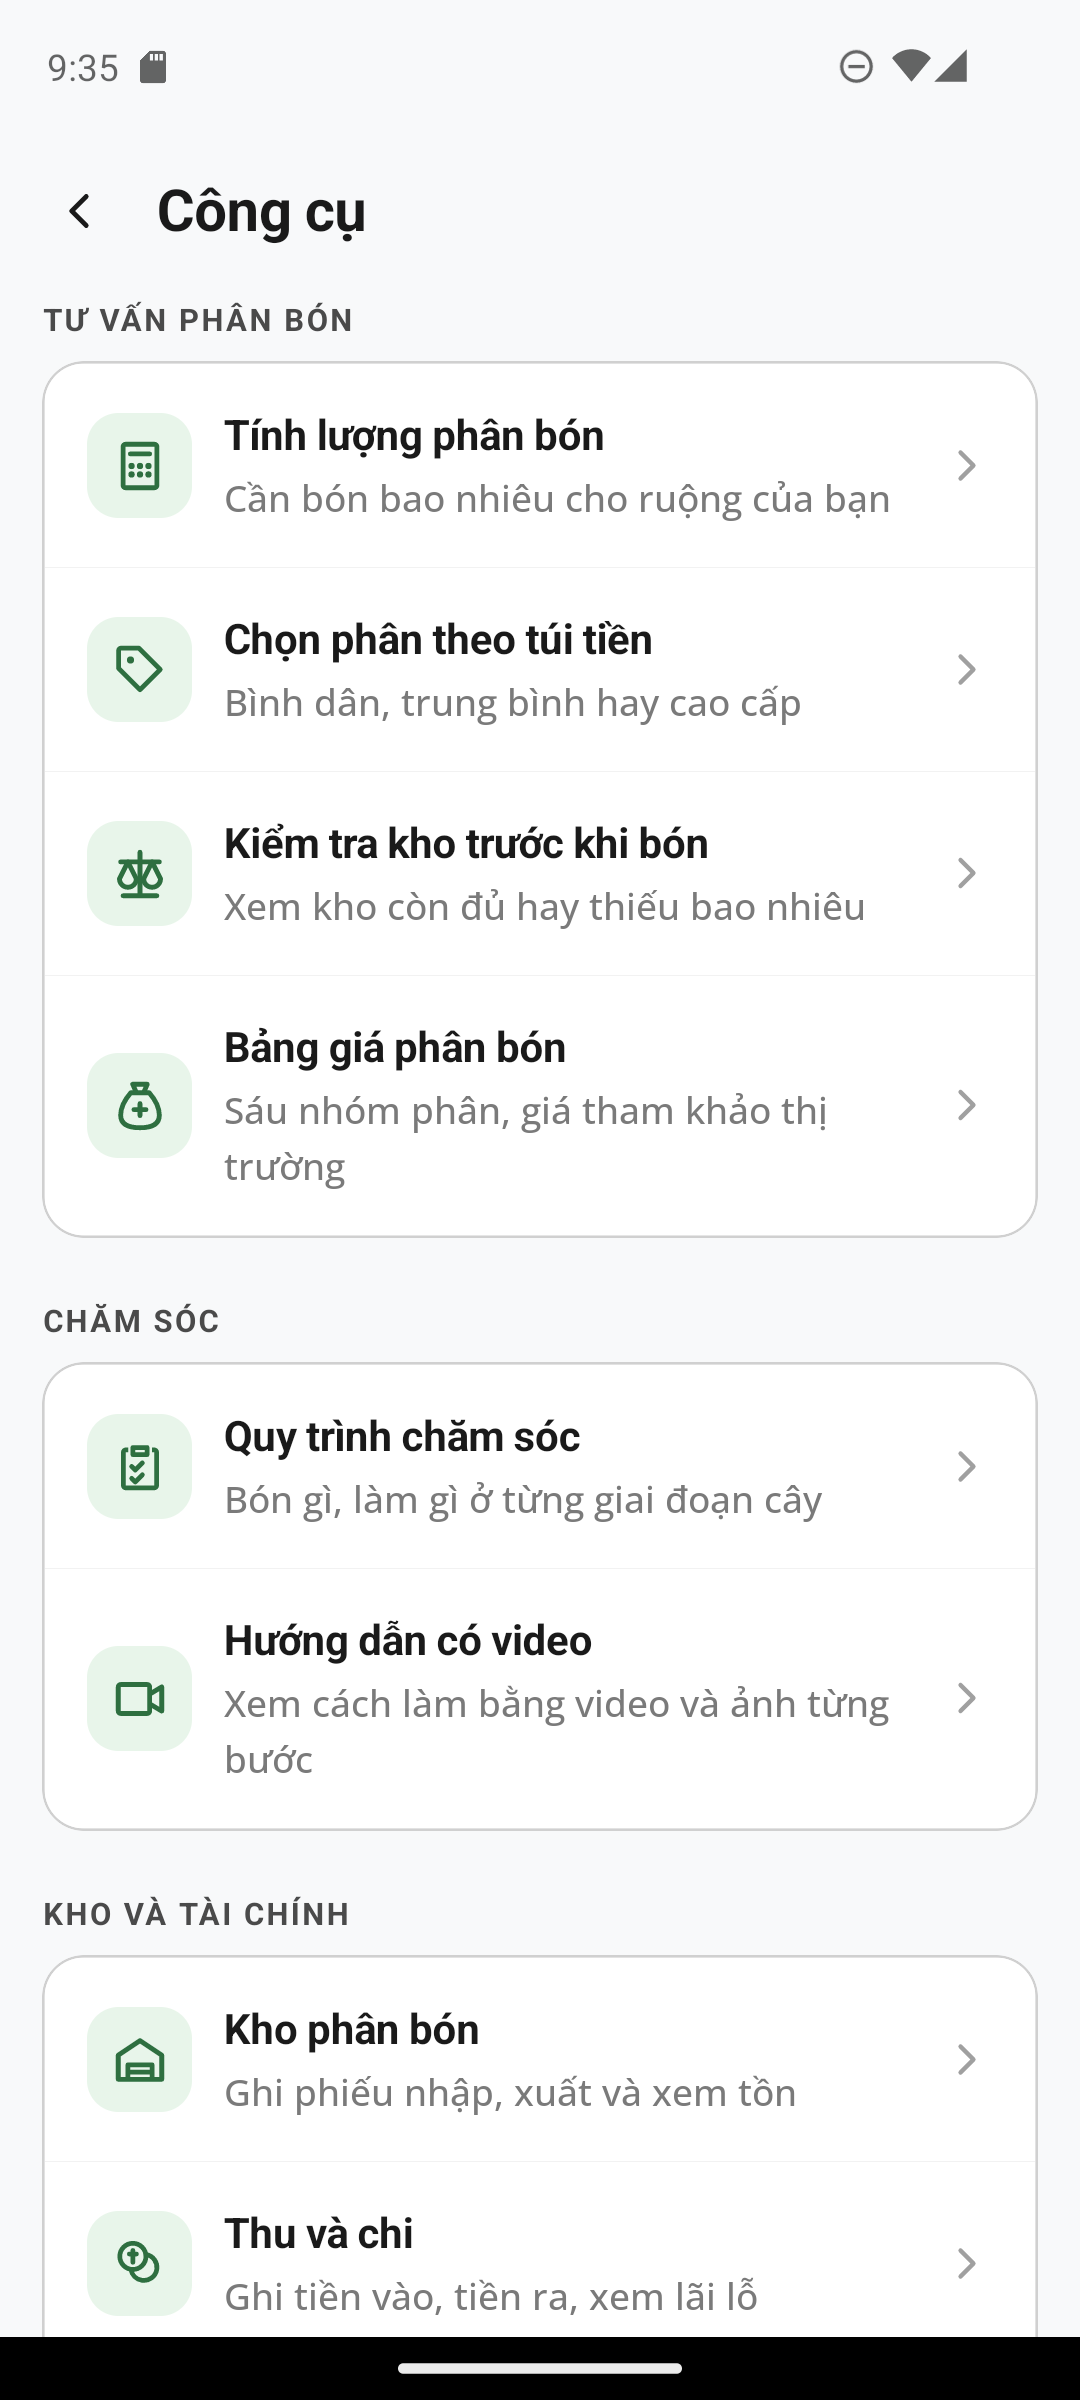 9:35
Công cụ
TƯ VẤN PHÂN BÓN
Tính lượng phân bón
Cần bón bao nhiêu cho ruộng của bạn
Chọn phân theo túi tiền
Bình dân, trung bình hay cao cấp
Kiểm tra kho trước khi bón
Xem kho còn đủ hay thiếu bao nhiêu
Bảng giá phân bón
Sáu nhóm phân, giá tham khảo thị
trường
CHĂM SÓC
Quy trình chăm sóc
Bón gì, làm gì ở từng giai đoạn cây
Hướng dẫn có video
Xem cách làm bằng video và ảnh từng
bước
KHO VÀ TÀI CHÍNH
Kho phân bón
Ghi phiếu nhập, xuất và xem tồn
Thu và chi
Ghi tiền vào, tiền ra, xem lãi lỗ